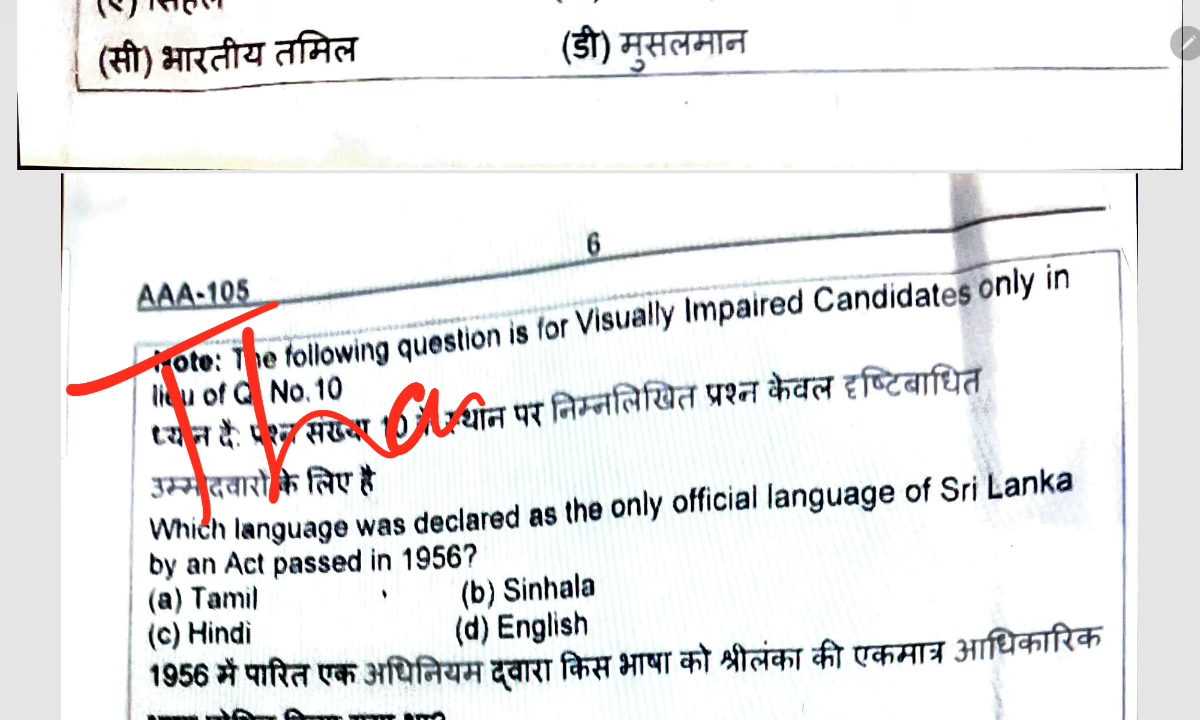 (सी) भारतीय तमिल (डी) मुसलमान
6
AAA-105
Tha
Note: The following question is for Visually Impaired Candidates only in
lieu of Q. No. 10
ध्यान दें: प्रश्न संख्या 10 के स्थान पर निम्नलिखित प्रश्न केवल दृष्टिबाधित
उम्मीदवारों के लिए है
Which language was declared as the only official language of Sri Lanka
by an Act passed in 1956?
(a) Tamil (b) Sinhala
(c) Hindi (d) English
1956 में पारित एक अधिनियम द्वारा किस भाषा को श्रीलंका की एकमात्र आधिकारिक